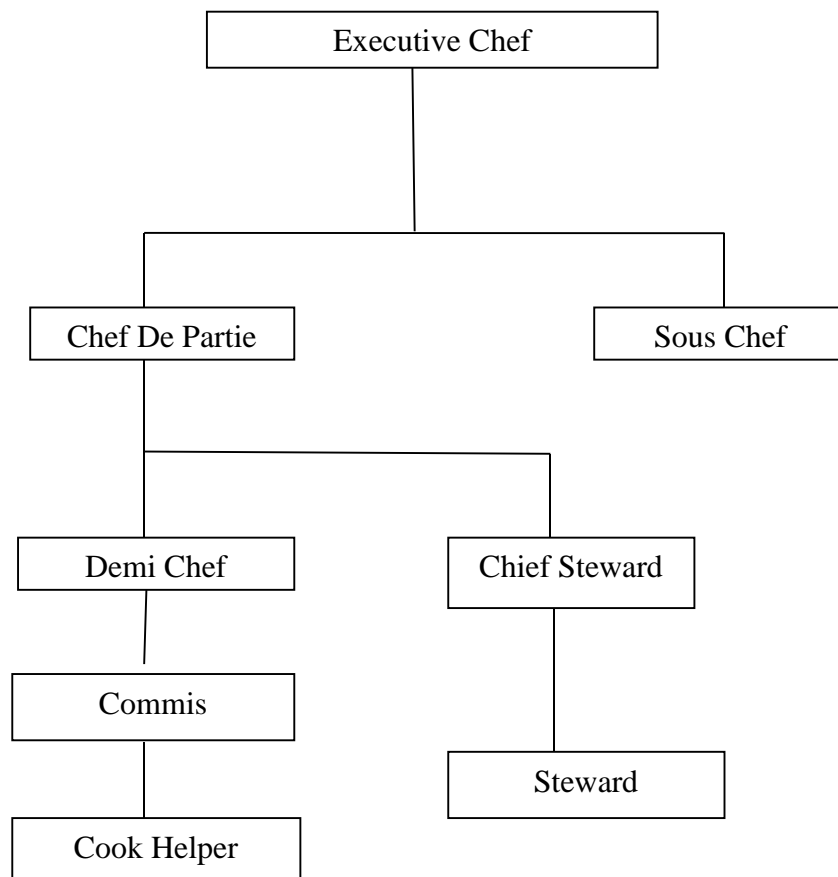 Executive Chef
Chef De Partie
Sous Chef
Demi Chef
Chief Steward
Commis
Steward
Cook Helper